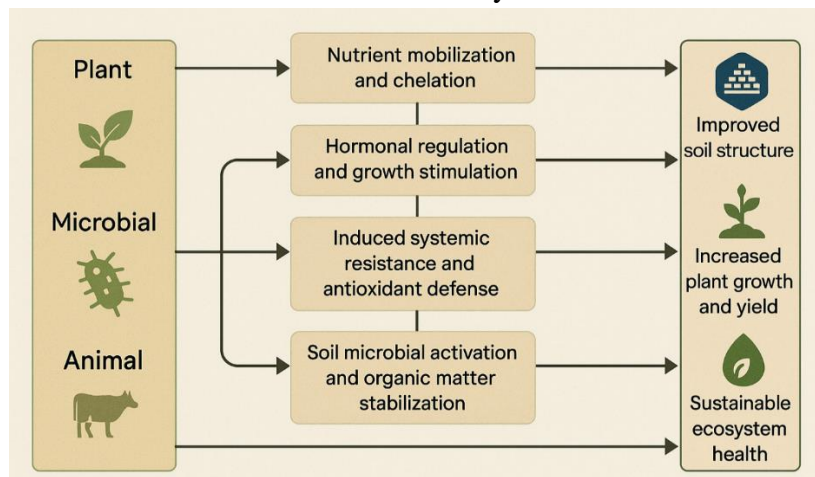 Plant
Microbial
Animal
Nutrient mobilization
and chelation
Hormonal regulation
and growth stimulation
Induced systemic
resistance and
antioxidant defense
Soil microbial activation
and organic matter
stabilization
Improved
soil structure
Increased
plant growth
and yield
Sustainable
ecosystem
health